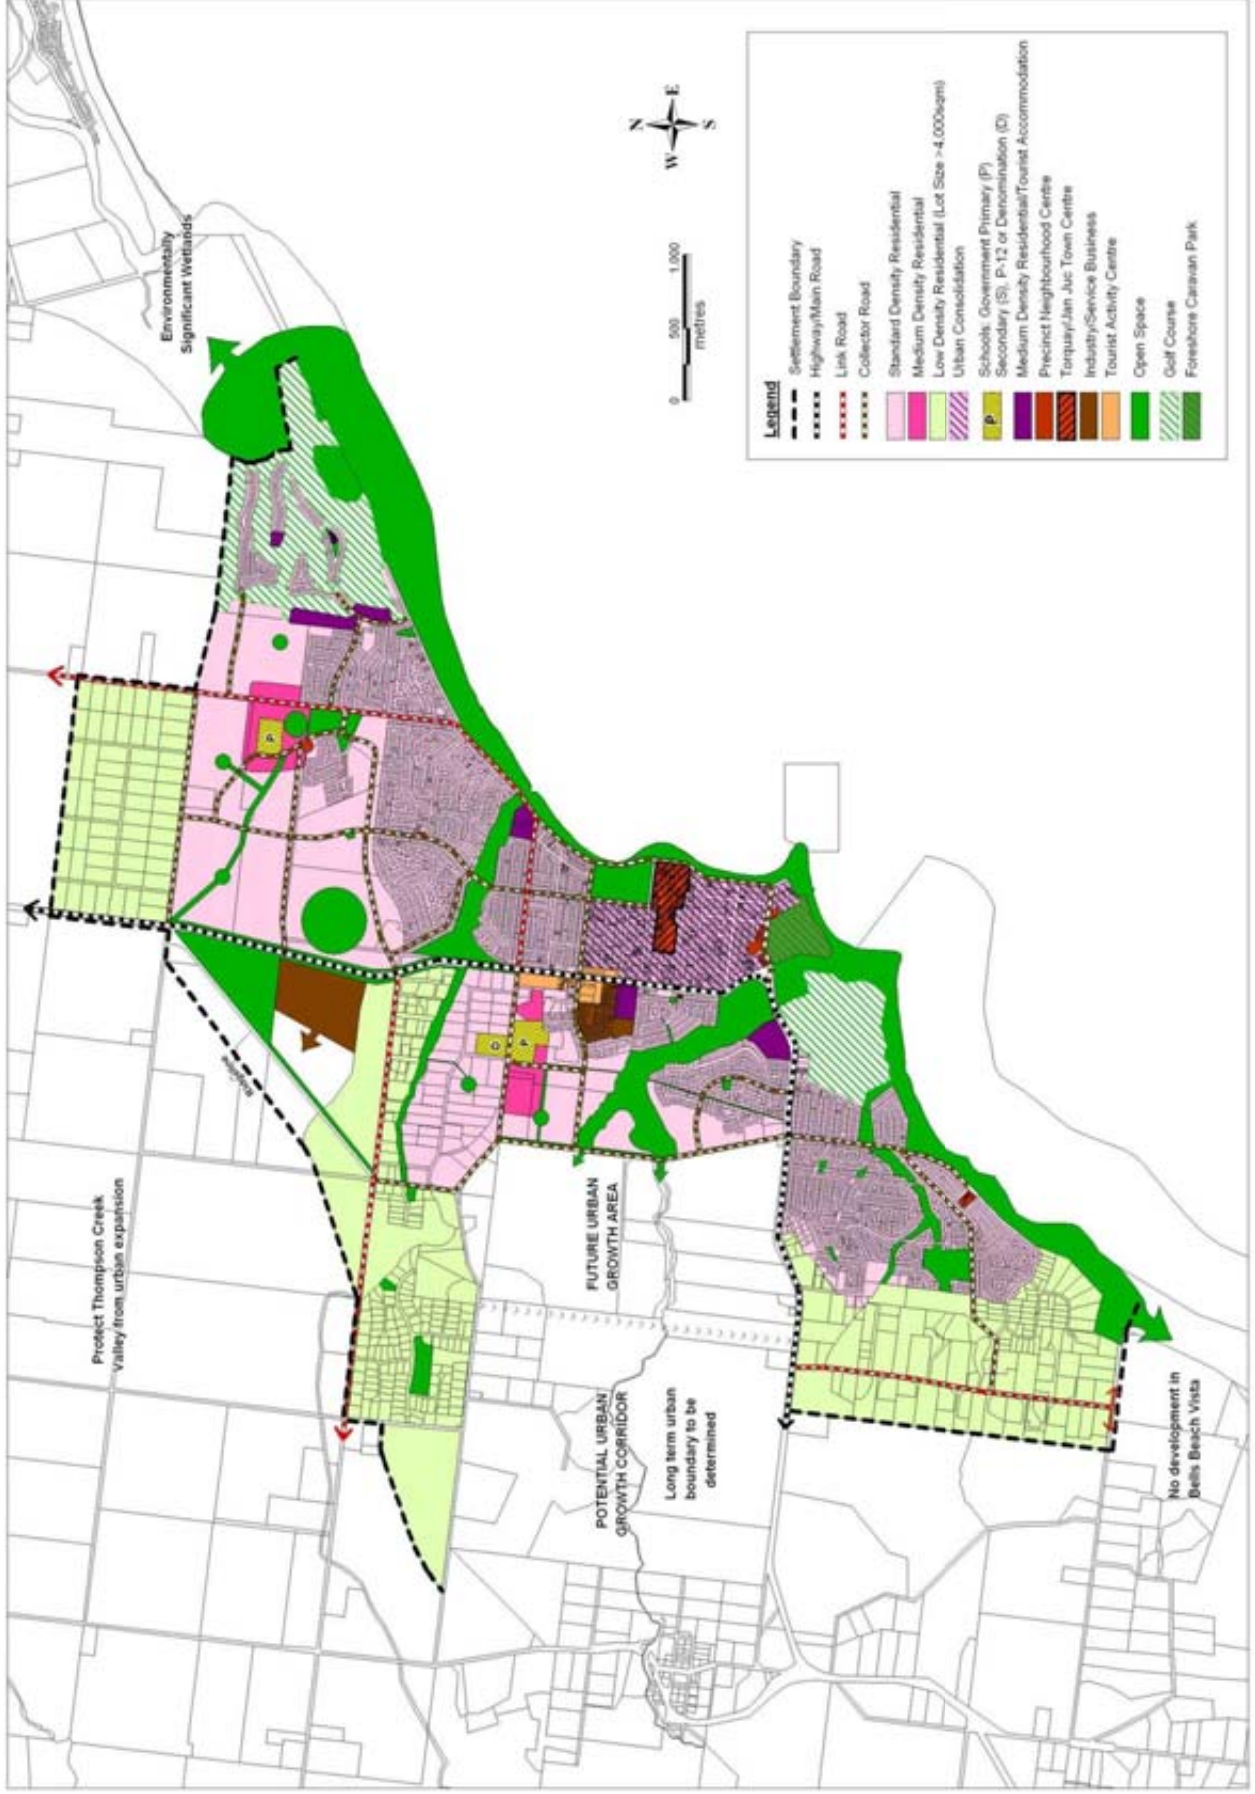 Environmentally
Significant Wetlands
N
W E
S
0 500 1,000
metres
Protect Thompson Creek
Valley from urban expansion
Ridgeline
P
D
P
FUTURE URBAN
GROWTH AREA
POTENTIAL URBAN
GROWTH CORRIDOR
Long term urban
boundary to be
determined
No development in
Bells Beach Vista
Legend
Settlement Boundary
Highway/Main Road
Link Road
Collector Road
Standard Density Residential
Medium Density Residential
Low Density Residential (Lot Size >4,000sqm)
Urban Consolidation
P
Schools: Government Primary (P)
Secondary (S), P-12 or Denomination (D)
Medium Density Residential/Tourist Accommodation
Precinct Neighbourhood Centre
Torquay/Jan Juc Town Centre
Industry/Service Business
Tourist Activity Centre
Open Space
Golf Course
Foreshore Caravan Park